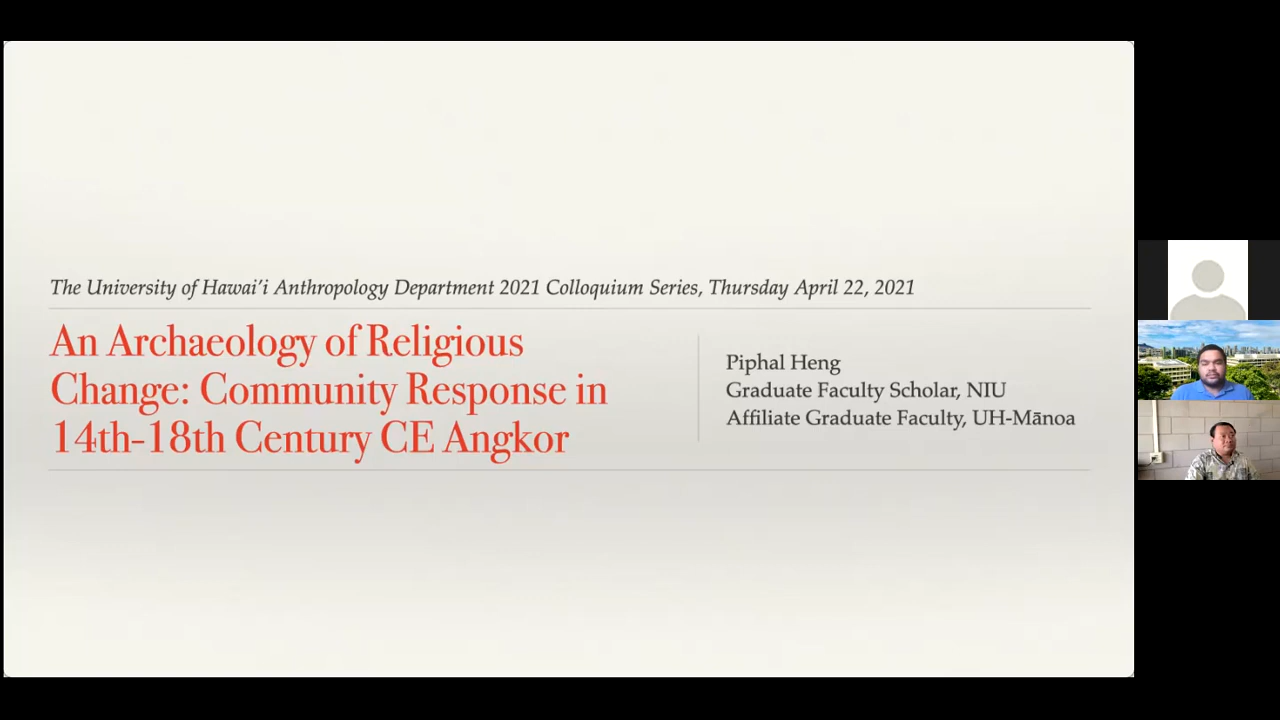 The University of Hawai'i Anthropology Department 2021 Colloquium Series, Thursday April 22, 2021
An Archaeology of Religious
Change: Community Response in
14th-18th Century CE Angkor
Piphal Heng
Graduate Faculty Scholar, NIU
Affiliate Graduate Faculty, UH-Mānoa